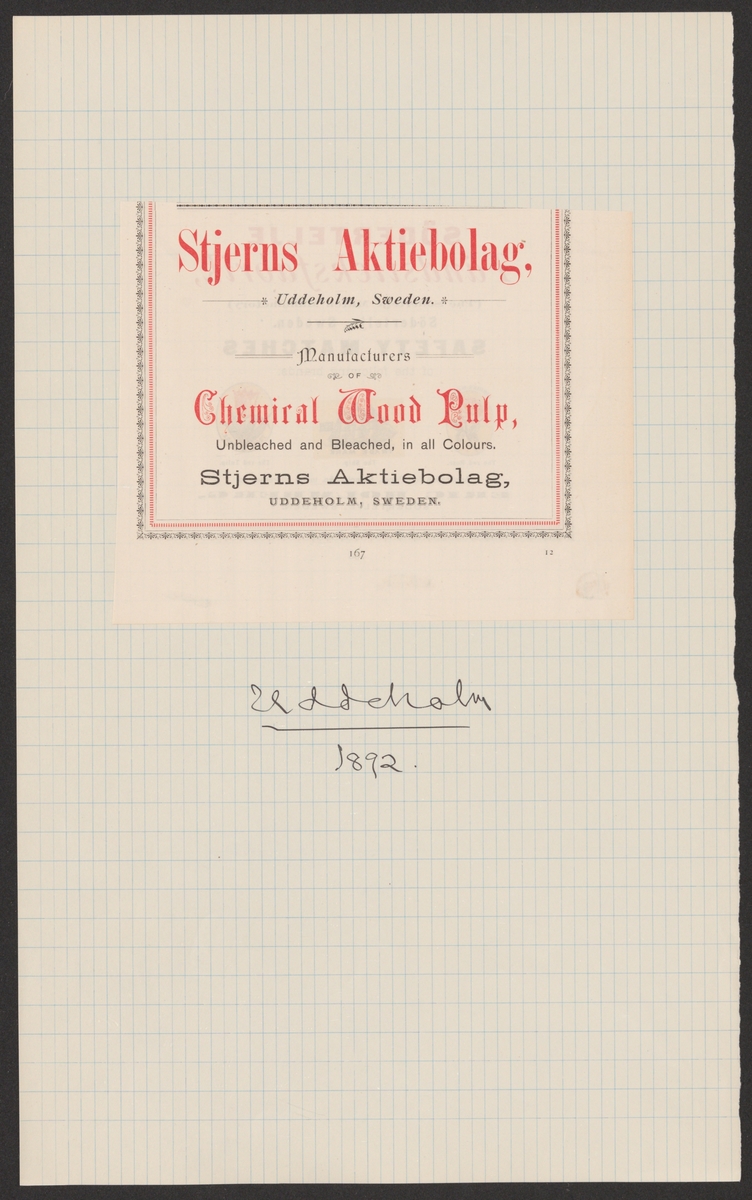 Stjerns Aktiebolag,
Uddeholm, Sweden.
Manufacturers
OF
Chemical Wood Pulp,
Unbleached and Bleached, in all Colours.
Stjerns Aktiebolag,
UDDEHOLM, SWEDEN.
167 12
Uddeholm
1892.